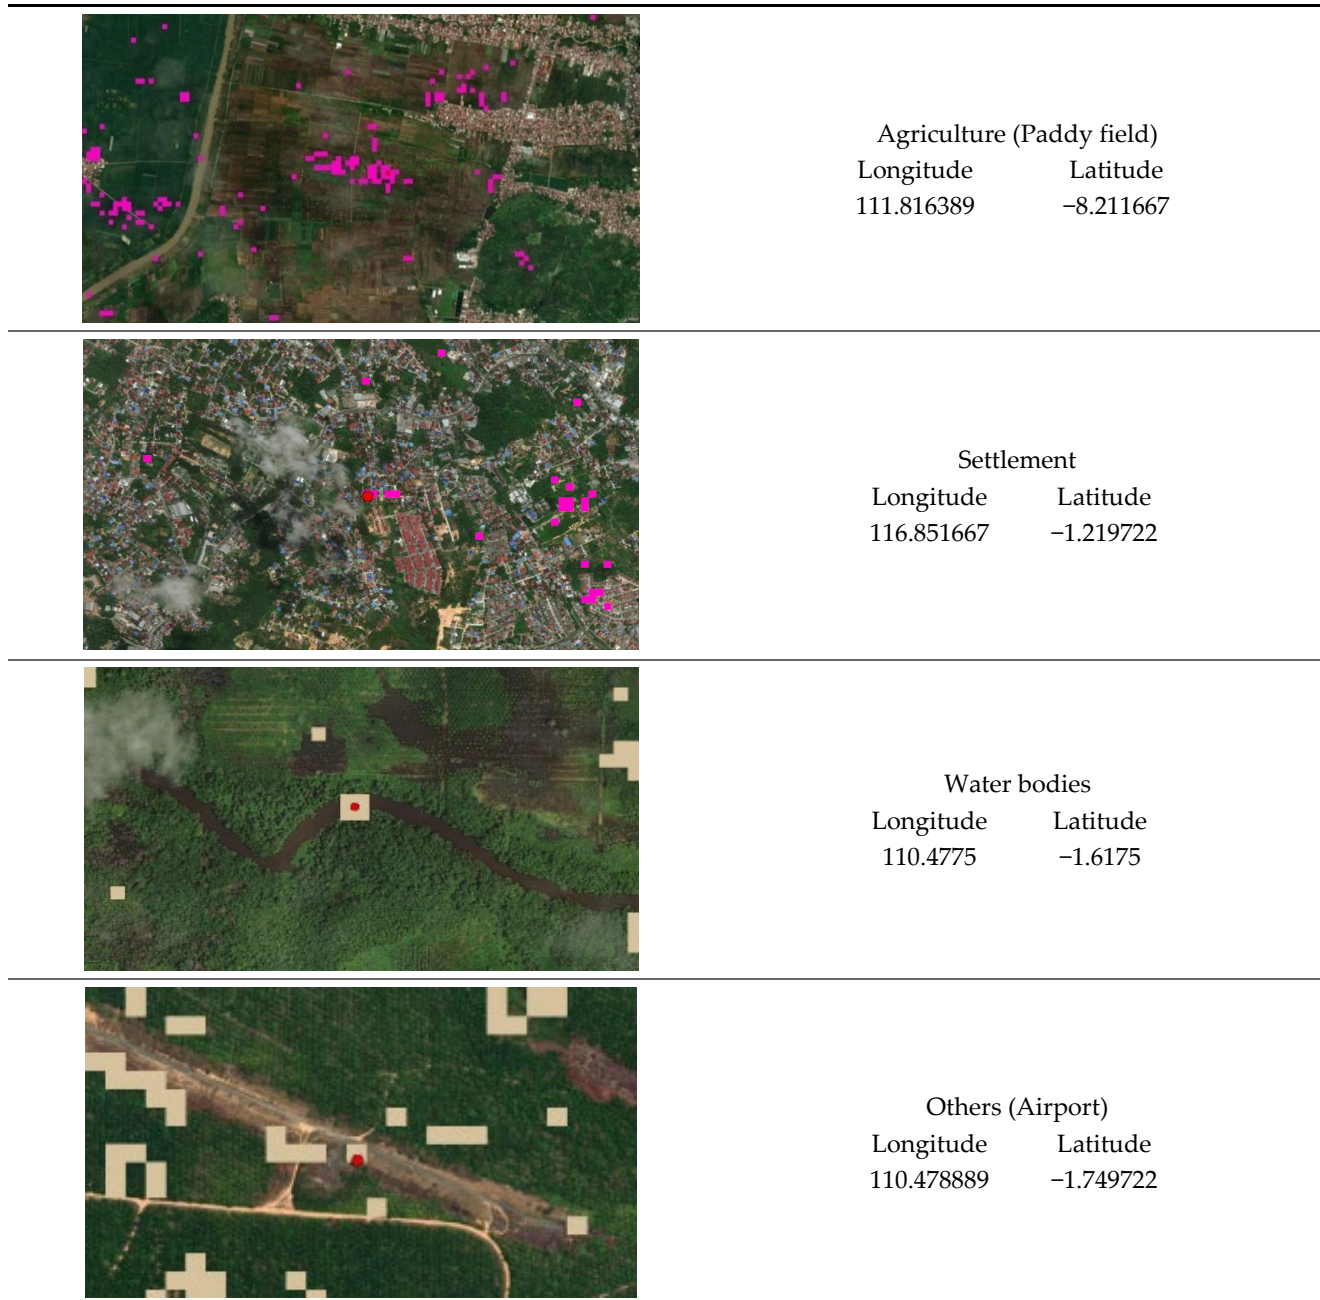 Agriculture (Paddy field)
Longitude Latitude
111.816389 −8.211667
Settlement
Longitude Latitude
116.851667 −1.219722
Water bodies
Longitude Latitude
110.4775 −1.6175
Others (Airport)
Longitude Latitude
110.478889 −1.749722